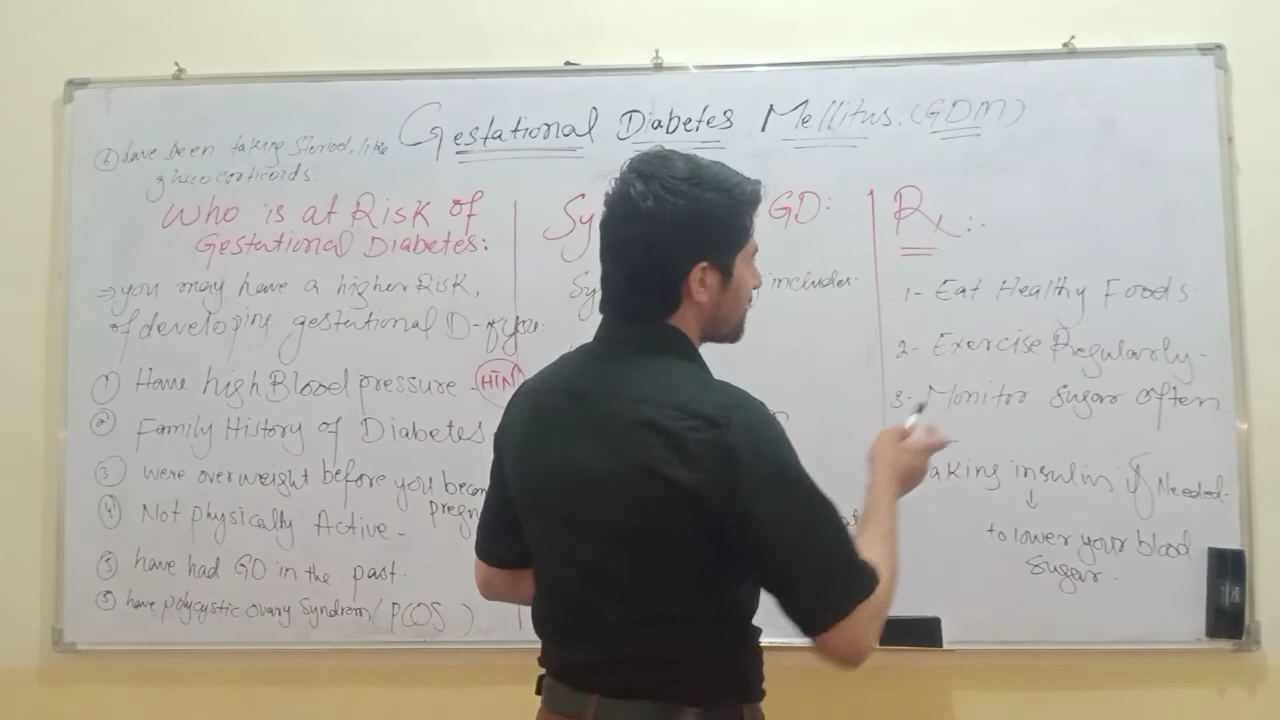 Gestational Diabetes Mellitus. (GDM)
⑥ have been taking Steriod, like
glucocorticoids.
Who is at Risk of
Gestational Diabetes:
⇒ you may have a higher Risk,
of developing gestational D- if you:
① Have high Blood pressure - HTN
② Family History of Diabetes
③ were overweight before you becom
pregn
④ Not physically Active -
⑤ have had GD in the past.
⑤ have polycystic ovary Syndrom (PCOS)
Sy GD:
Sy includes:
Rx:
1- Eat Healthy Foods
2- Exercise Regularly -
3- Monitor sugar often
aking insulin if Needed-
↓
to lower your blood
sugar.